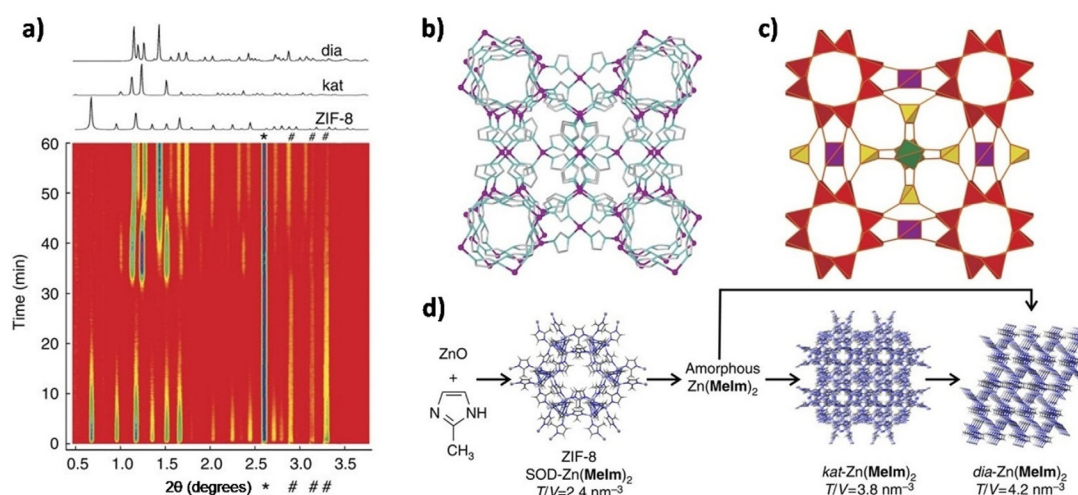 a)
dia
kat
ZIF-8
* # # #
60
50
40
30
20
10
0
Time (min)
0.5 1.0 1.5 2.0 2.5 3.0 3.5
2θ (degrees) * # # #
b)
c)
d)
ZnO
+
N NH
CH₃
ZIF-8
SOD-Zn(MeIm)₂
T/V=2.4 nm⁻³
Amorphous
Zn(MeIm)₂
kat-Zn(MeIm)₂
T/V=3.8 nm⁻³
dia-Zn(MeIm)₂
T/V=4.2 nm⁻³